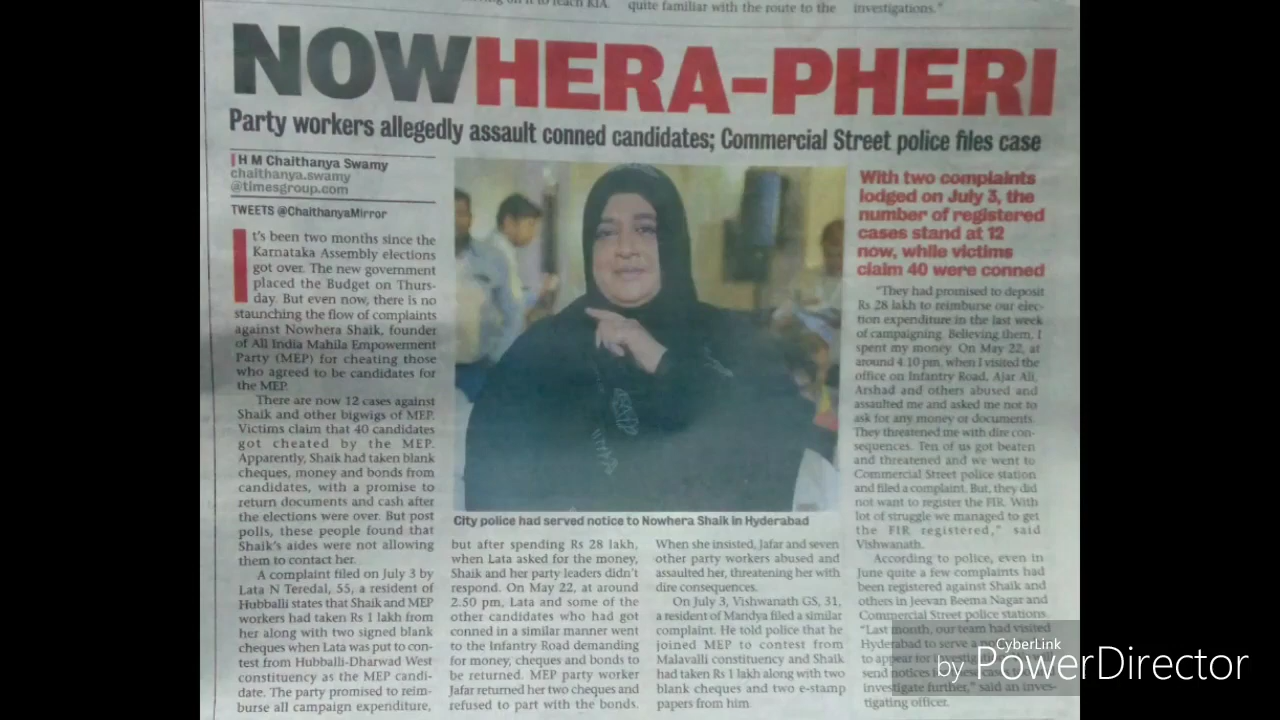 quite familiar with the route to the
investigations."
NOWHERA-PHERI
Party workers allegedly assault conned candidates; Commercial Street police files case
H M Chaithanya Swamy
chaithanya.swamy
@timesgroup.com
TWEETS @ChaithanyaMirror
It's been two months since the
Karnataka Assembly elections
got over. The new government
placed the Budget on Thurs-
day. But even now, there is no
staunching the flow of complaints
against Nowhera Shaik, founder
of All India Mahila Empowerment
Party (MEP) for cheating those
who agreed to be candidates for
the MEP.
There are now 12 cases against
Shaik and other bigwigs of MEP.
Victims claim that 40 candidates
got cheated by the MEP.
Apparently, Shaik had taken blank
cheques, money and bonds from
candidates, with a promise to
return documents and cash after
the elections were over. But post
polls, these people found that
Shaik's aides were not allowing
them to contact her.
A complaint filed on July 3 by
Lata N Teredal, 55, a resident of
Hubballi states that Shaik and MEP
workers had taken Rs 1 lakh from
her along with two signed blank
cheques when Lata was put to con-
test from Hubballi-Dharwad West
constituency as the MEP candi-
date. The party promised to reim-
burse all campaign expenditure,
City police had served notice to Nowhera Shaik in Hyderabad
but after spending Rs 28 lakh,
when Lata asked for the money,
Shaik and her party leaders didn't
respond. On May 22, at around
2.50 pm, Lata and some of the
other candidates who had got
conned in a similar manner went
to the Infantry Road demanding
for money, cheques and bonds to
be returned. MEP party worker
Jafar returned her two cheques and
refused to part with the bonds.
When she insisted, Jafar and seven
other party workers abused and
assaulted her, threatening her with
dire consequences.
On July 3, Vishwanath GS, 31,
a resident of Mandya filed a similar
complaint. He told police that he
joined MEP to contest from
Malavalli constituency and Shaik
had taken Rs 1 lakh along with two
blank cheques and two e-stamp
papers from him.
With two complaints
lodged on July 3, the
number of registered
cases stand at 12
now, while victims
claim 40 were conned
"They had promised to deposit
Rs 28 lakh to reimburse our elec-
tion expenditure in the last week
of campaigning. Believing them, I
spent my money. On May 22, at
around 4.10 pm, when I visited the
office on Infantry Road, Ajar Ali,
Arshad and others abused and
assaulted me and asked me not to
ask for any money or documents.
They threatened me with dire con-
sequences. Ten of us got beaten
and threatened and we went to
Commercial Street police station
and filed a complaint. But, they did
not want to register the FIR. With
lot of struggle we managed to get
the FIR registered," said
Vishwanath.
According to police, even in
June quite a few complaints had
been registered against Shaik and
others in Jeevan Beema Nagar and
Commercial Street police stations.
"Last month, our team had visited
Hyderabad to serve a
to appear for
send notices
investigate further," said an inves-
tigating officer.
CyberLink
by PowerDirector